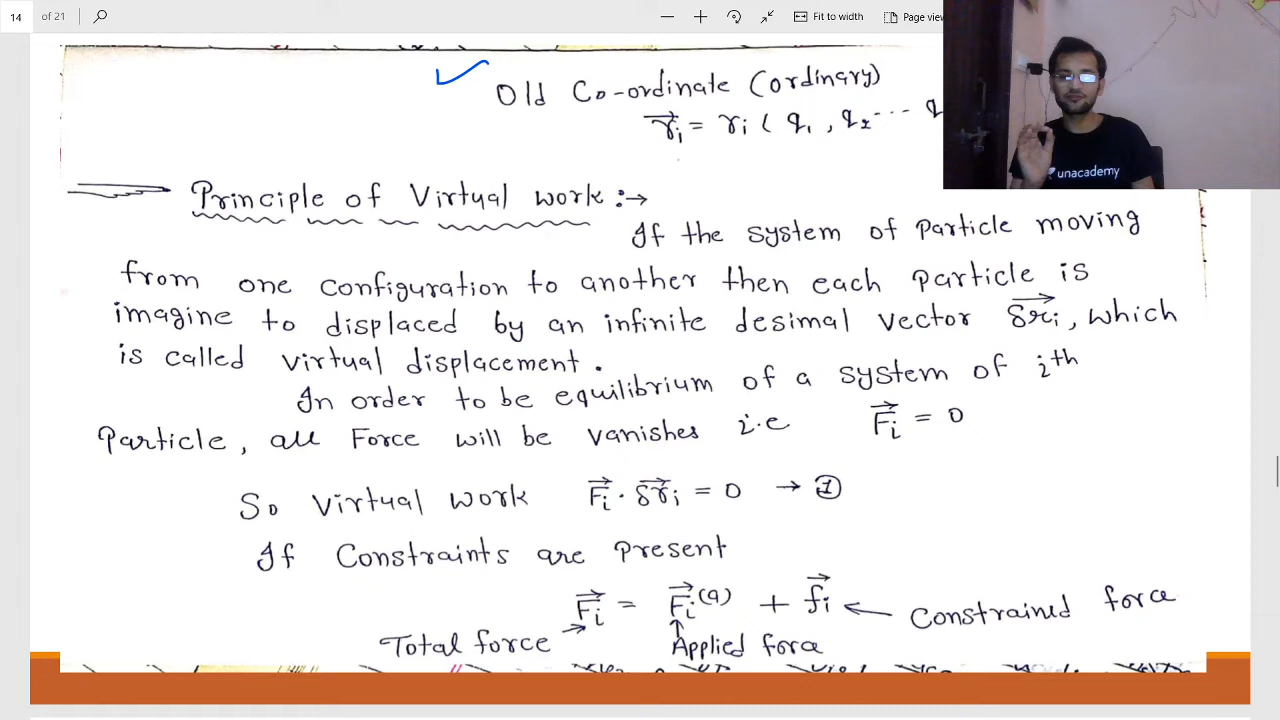 14 of 21 Fit to width Page view
unacademy
Old Co-ordinate (ordinary)
r⃗i = ri ( q1 , q2 ... q
Principle of Virtual work :→
If the system of Particle moving
from one configuration to another then each Particle is
imagine to displaced by an infinite desimal vector δr⃗i, which
is called virtual displacement.
In order to be equilibrium of a system of ith
Particle, all Force will be vanishes i.e F⃗i = 0
So virtual work F⃗i · δr⃗i = 0 → ①
If Constraints are present
F⃗i = F⃗i(a) + f⃗i ← Constrained force
Total force → ↑ Applied force